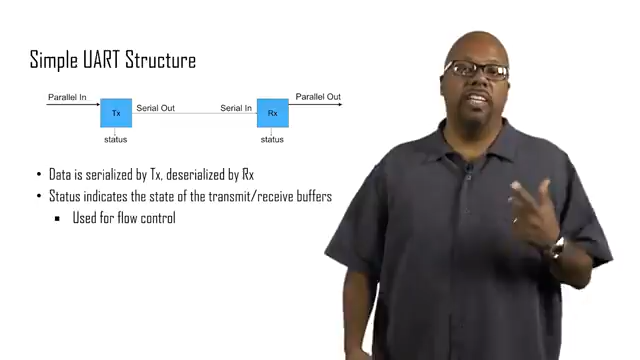 Simple UART Structure
Parallel In
Tx
Serial Out
Serial In
Rx
Parallel Out
status
status
• Data is serialized by Tx, deserialized by Rx
• Status indicates the state of the transmit/receive buffers
▪ Used for flow control